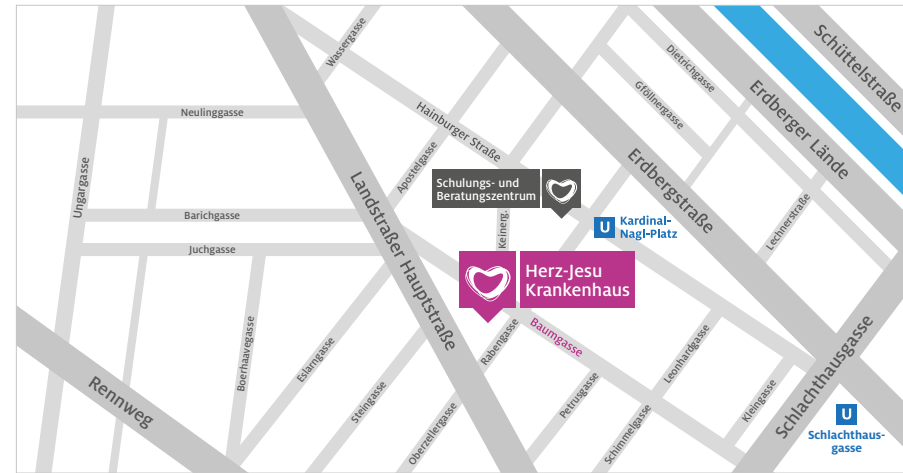 Schüttelstraße
Wassergasse
Dietrichgasse
Erdberger Lände
Gföllnergasse
Neulinggasse
Hainburger Straße
Ungargasse
Apostelgasse
Erdbergstraße
Landstraßer Hauptstraße
Schulungs- und
Beratungszentrum
Barichgasse
Keinerg.
U
Kardinal-
Nagl-Platz
Lechnerstraße
Juchgasse
Herz-Jesu
Krankenhaus
Boerhaavegasse
Eslarngasse
Rabengasse
Baumgasse
Leonhardgasse
Schlachthausgasse
Rennweg
Steingasse
Petrusgasse
Kleingasse
Oberzellergasse
Schimmelgasse
U
Schlachthaus-
gasse